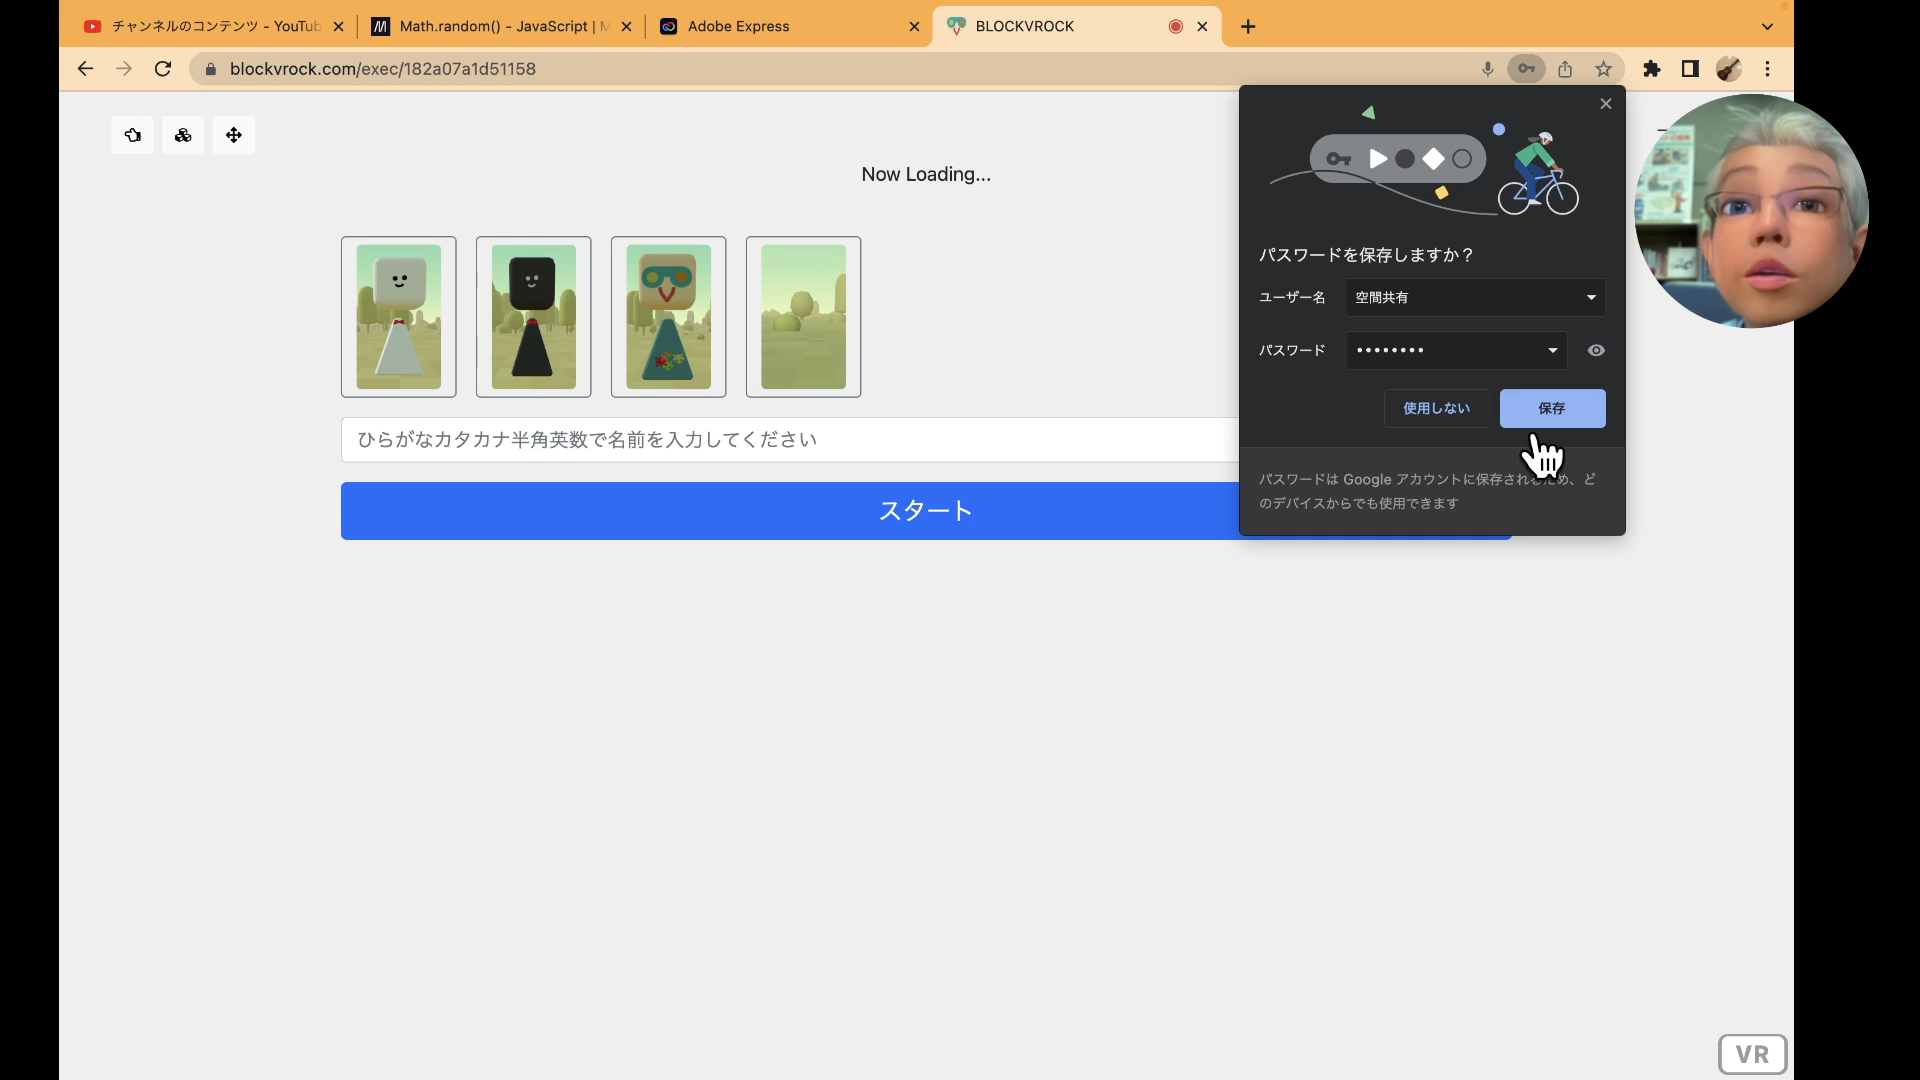 チャンネルのコンテンツ - YouTub
Math.random() - JavaScript | M
Adobe Express
BLOCKVROCK
blockvrock.com/exec/182a07a1d51158
Now Loading...
パスワードを保存しますか？
ユーザー名
空間共有
パスワード
••••••••
使用しない
保存
パスワードは Google アカウントに保存されるため、ど
のデバイスからでも使用できます
ひらがなカタカナ半角英数で名前を入力してください
スタート
VR